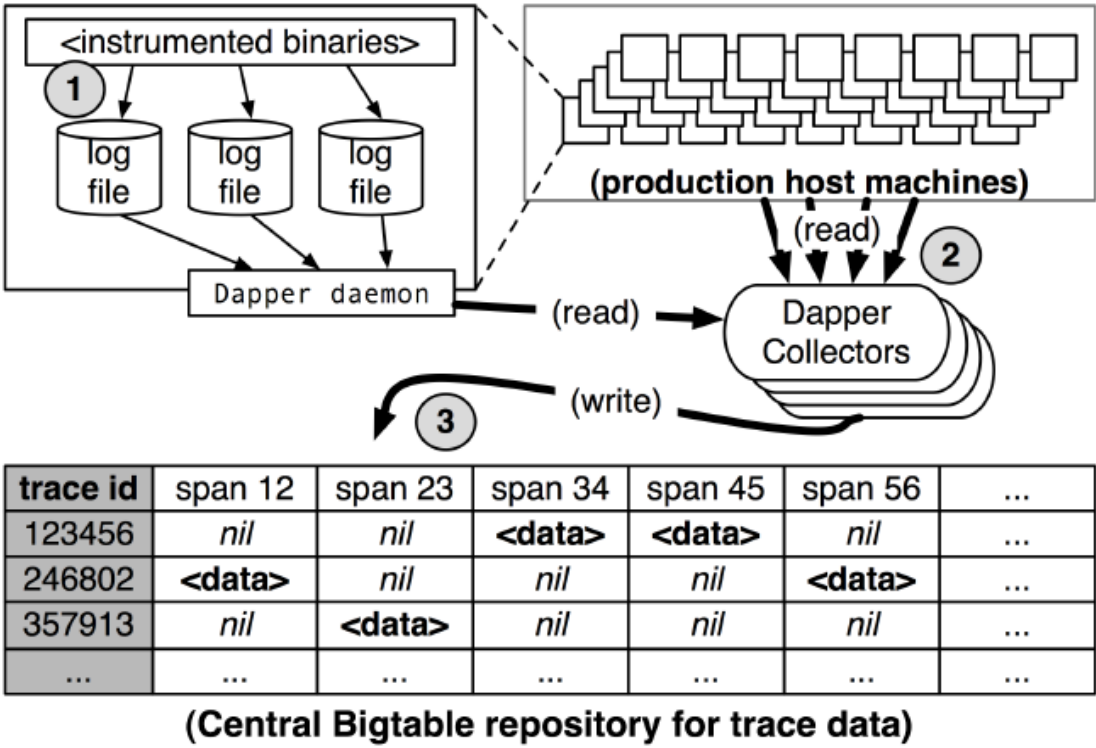 <instrumented binaries>
1
log file
log file
log file
Dapper daemon
(production host machines)
(read)
2
(read)
Dapper Collectors
(write)
3
trace id span 12 span 23 span 34 span 45 span 56 ...
123456 nil nil <data> <data> nil ...
246802 <data> nil nil nil <data> ...
357913 nil <data> nil nil nil ...
... ... ... ... ... ... ...
(Central Bigtable repository for trace data)